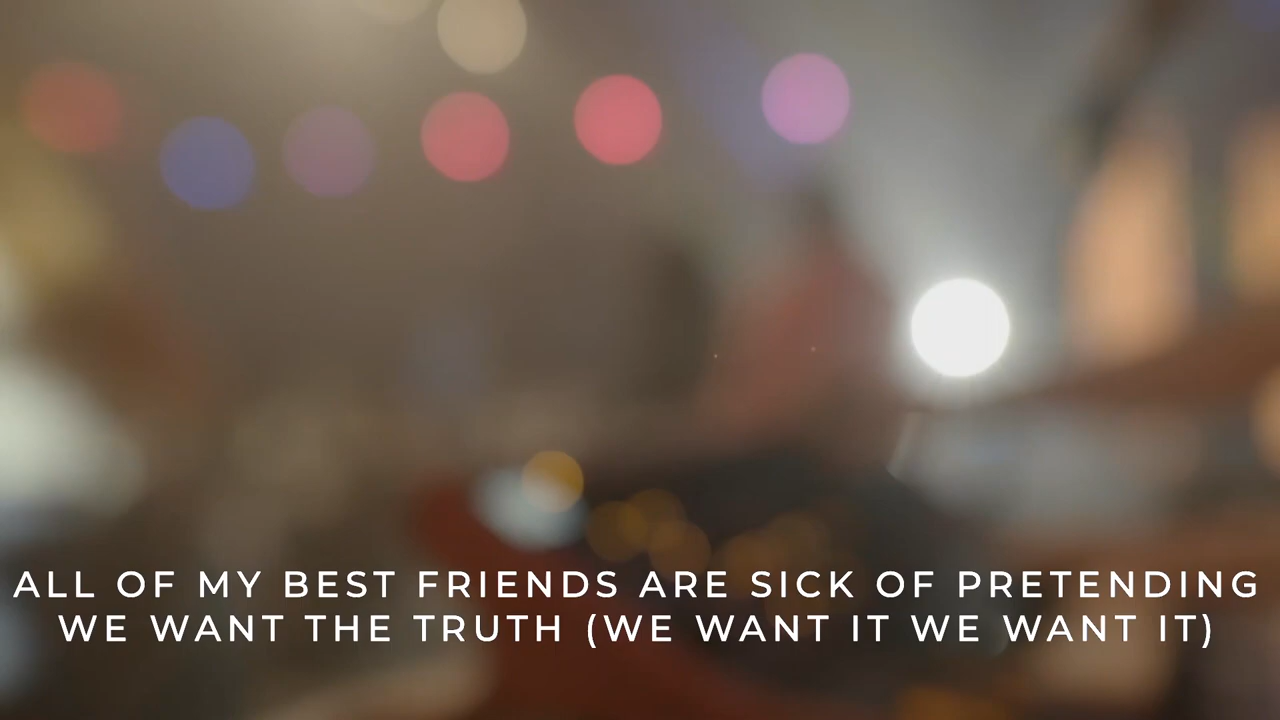 ALL OF MY BEST FRIENDS ARE SICK OF PRETENDING
WE WANT THE TRUTH (WE WANT IT WE WANT IT)